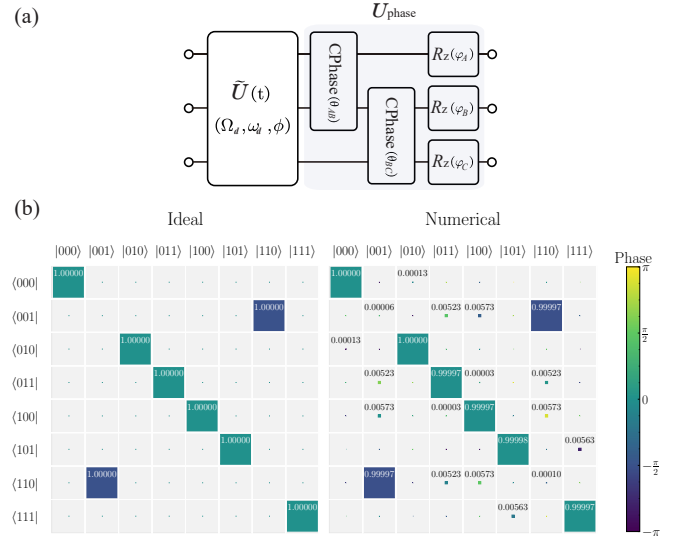 (a)
U_phase
Ũ(t)
(Ω_d, ω_d, ϕ)
CPhase(θ_AB)
CPhase(θ_BC)
Rz(φ_A)
Rz(φ_B)
Rz(φ_C)
(b)
Ideal
Numerical
|000⟩ |001⟩ |010⟩ |011⟩ |100⟩ |101⟩ |110⟩ |111⟩
|000⟩ |001⟩ |010⟩ |011⟩ |100⟩ |101⟩ |110⟩ |111⟩
Phase
⟨000| 1.00000 1.00000 0.00013
⟨001| 1.00000 0.00006 0.00523 0.00573 0.99997
⟨010| 1.00000 0.00013 1.00000
⟨011| 1.00000 0.00523 0.99997 0.00003 0.00523
⟨100| 1.00000 0.00573 0.00003 0.99997 0.00573
⟨101| 1.00000 0.99998 0.00563
⟨110| 1.00000 0.99997 0.00523 0.00573 0.00010
⟨111| 1.00000 0.00563 0.99997
π
π/2
0
−π/2
−π